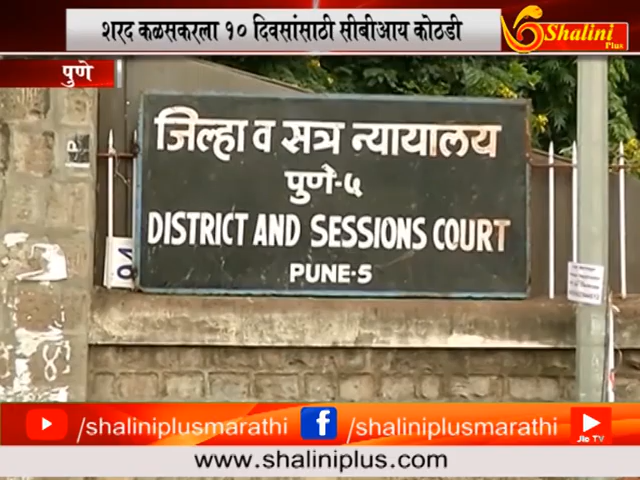 शरद कळसकरला १० दिवसांसाठी सीबीआय कोठडी
Shalini
Plus
पुणे
जिल्हा व सत्र न्यायालय
पुणे-५
DISTRICT AND SESSIONS COURT
PUNE-5
/shaliniplusmarathi
/shaliniplusmarathi
Jio TV
www.shaliniplus.com